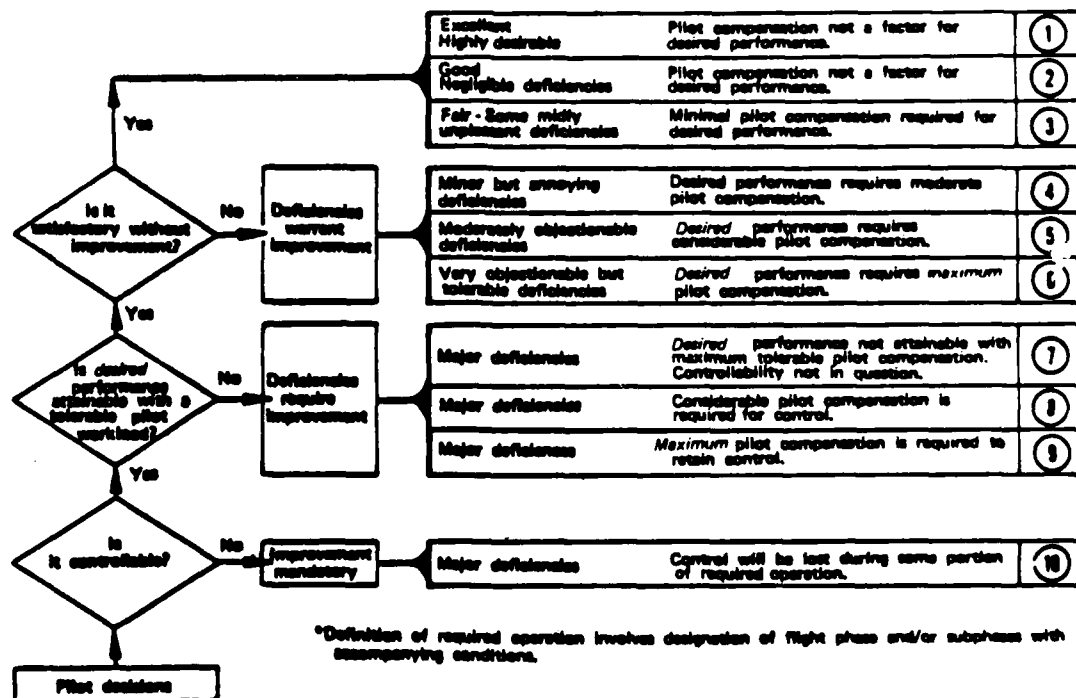 Excellent
Highly desirable
Pilot compensation not a factor for
desired performance.
1
Good
Negligible deficiencies
Pilot compensation not a factor for
desired performance.
2
Fair - Some midly
unpleasant deficiencies
Minimal pilot compensation required for
desired performance.
3
Yes
Is it
satisfactory without
improvement?
No
Deficiencies
warrant
improvement
Minor but annoying
deficiencies
Desired performance requires moderate
pilot compensation.
4
Moderately objectionable
deficiencies
Desired performance requires
considerable pilot compensation.
5
Very objectionable but
tolerable deficiencies
Desired performance requires maximum
pilot compensation.
6
Yes
Is desired
performance
attainable with a
tolerable pilot
workload?
No
Deficiencies
require
improvement
Major deficiencies
Desired performance not attainable with
maximum tolerable pilot compensation.
Controllability not in question.
7
Major deficiencies
Considerable pilot compensation is
required for control.
8
Major deficiencies
Maximum pilot compensation is required to
retain control.
9
Yes
Is
it controllable?
No
Improvement
mandatory
Major deficiencies
Control will be lost during some portion
of required operation.
10
*Definition of required operation involves designation of flight phase and/or subphases with
accompanying conditions.
Pilot decisions